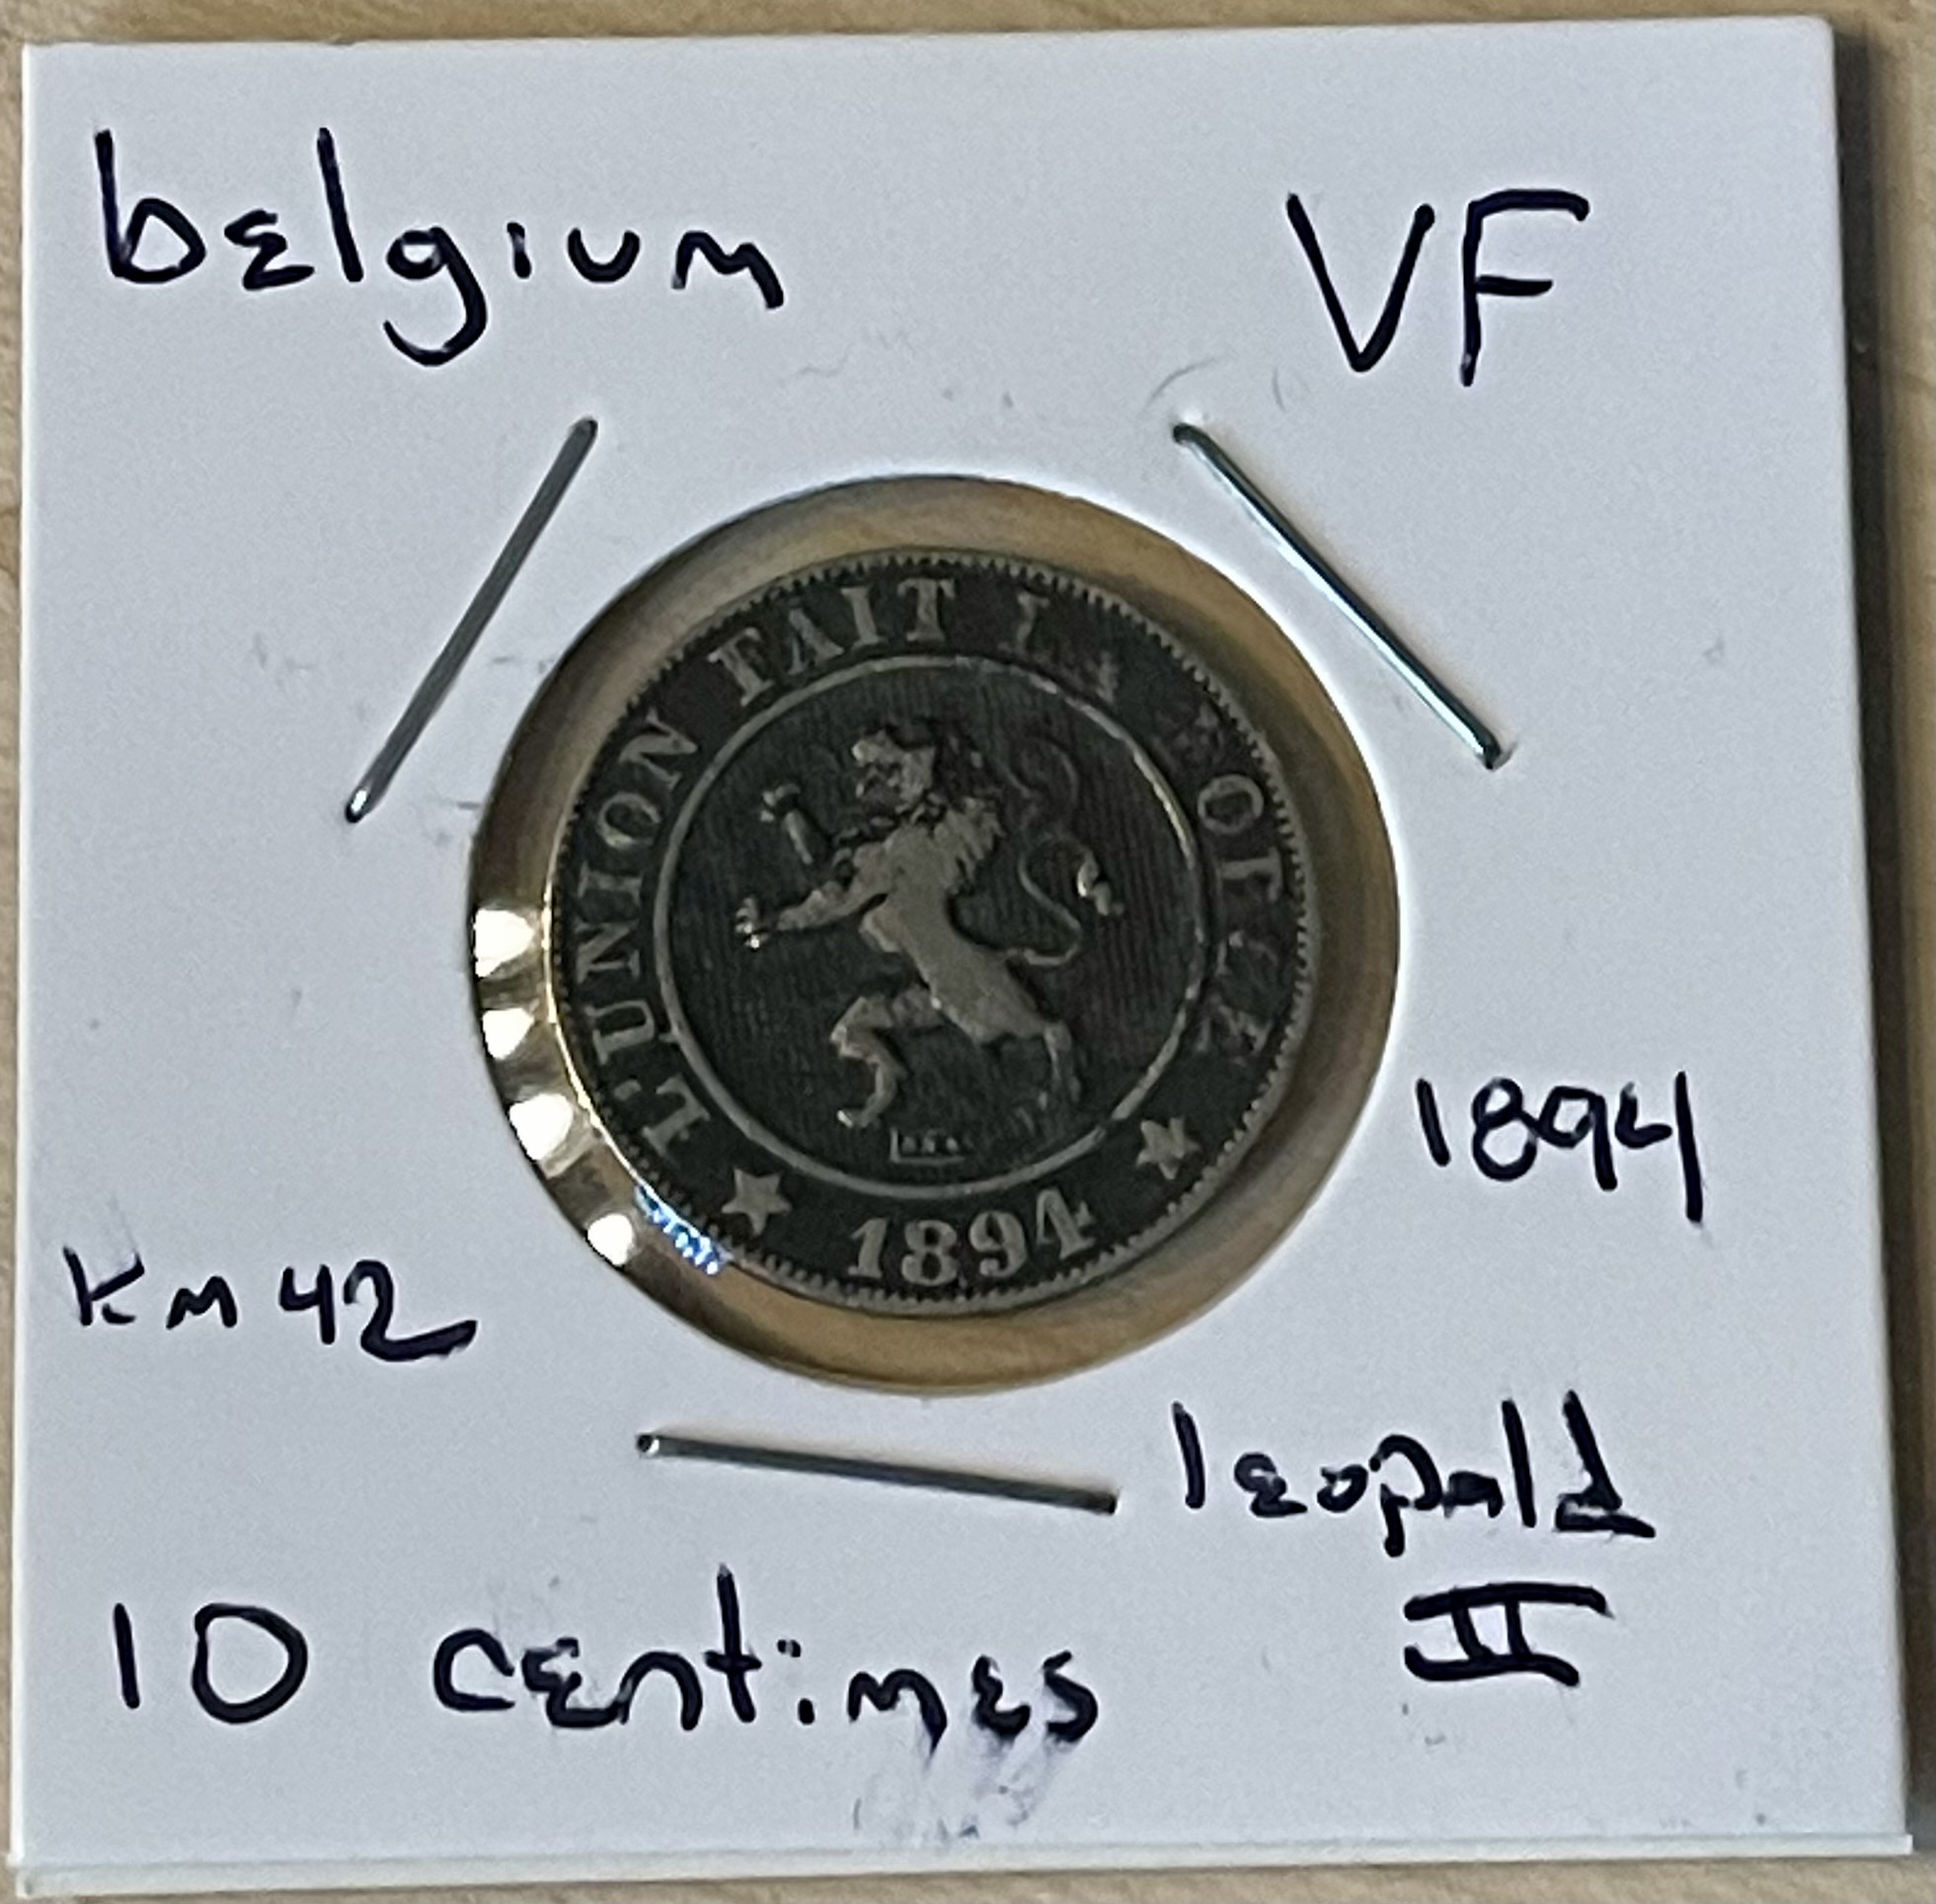 belgium
VF
L'UNION FAIT LA FORCE
1894
1894
KM 42
leopold
II
10 centimes